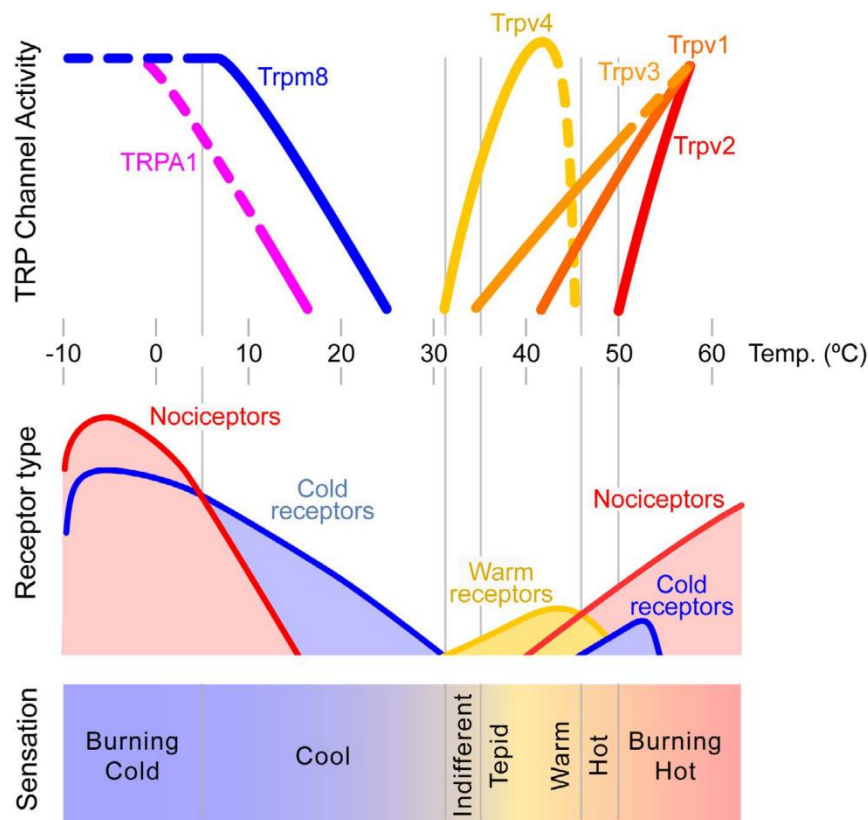 TRP Channel Activity
Trpm8
TRPA1
Trpv4
Trpv3
Trpv1
Trpv2
-10 0 10 20 30 40 50 60 Temp. (ºC)
Receptor type
Nociceptors
Cold
receptors
Warm
receptors
Nociceptors
Cold
receptors
Sensation
Burning
Cold
Cool
Indifferent
Tepid
Warm
Hot
Burning
Hot